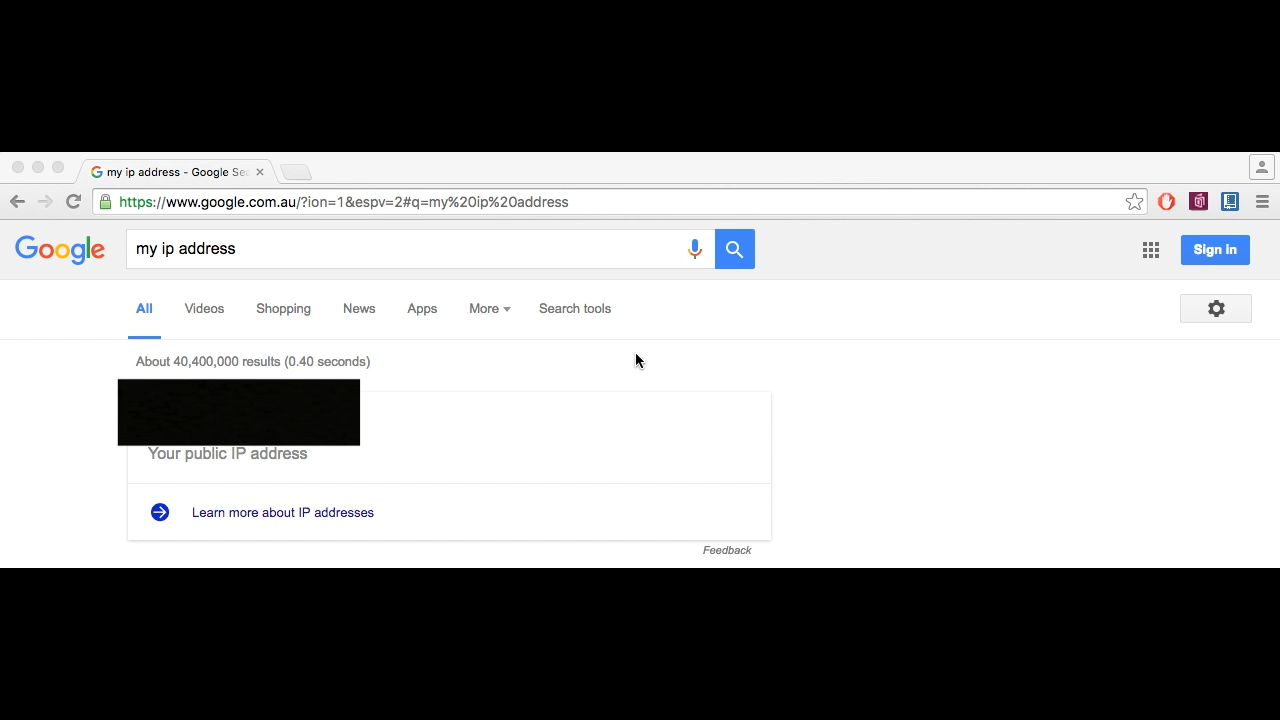 my ip address - Google Sea
https://www.google.com.au/?ion=1&espv=2#q=my%20ip%20address
Google
my ip address
Sign in
All Videos Shopping News Apps More Search tools
About 40,400,000 results (0.40 seconds)
Your public IP address
Learn more about IP addresses
Feedback